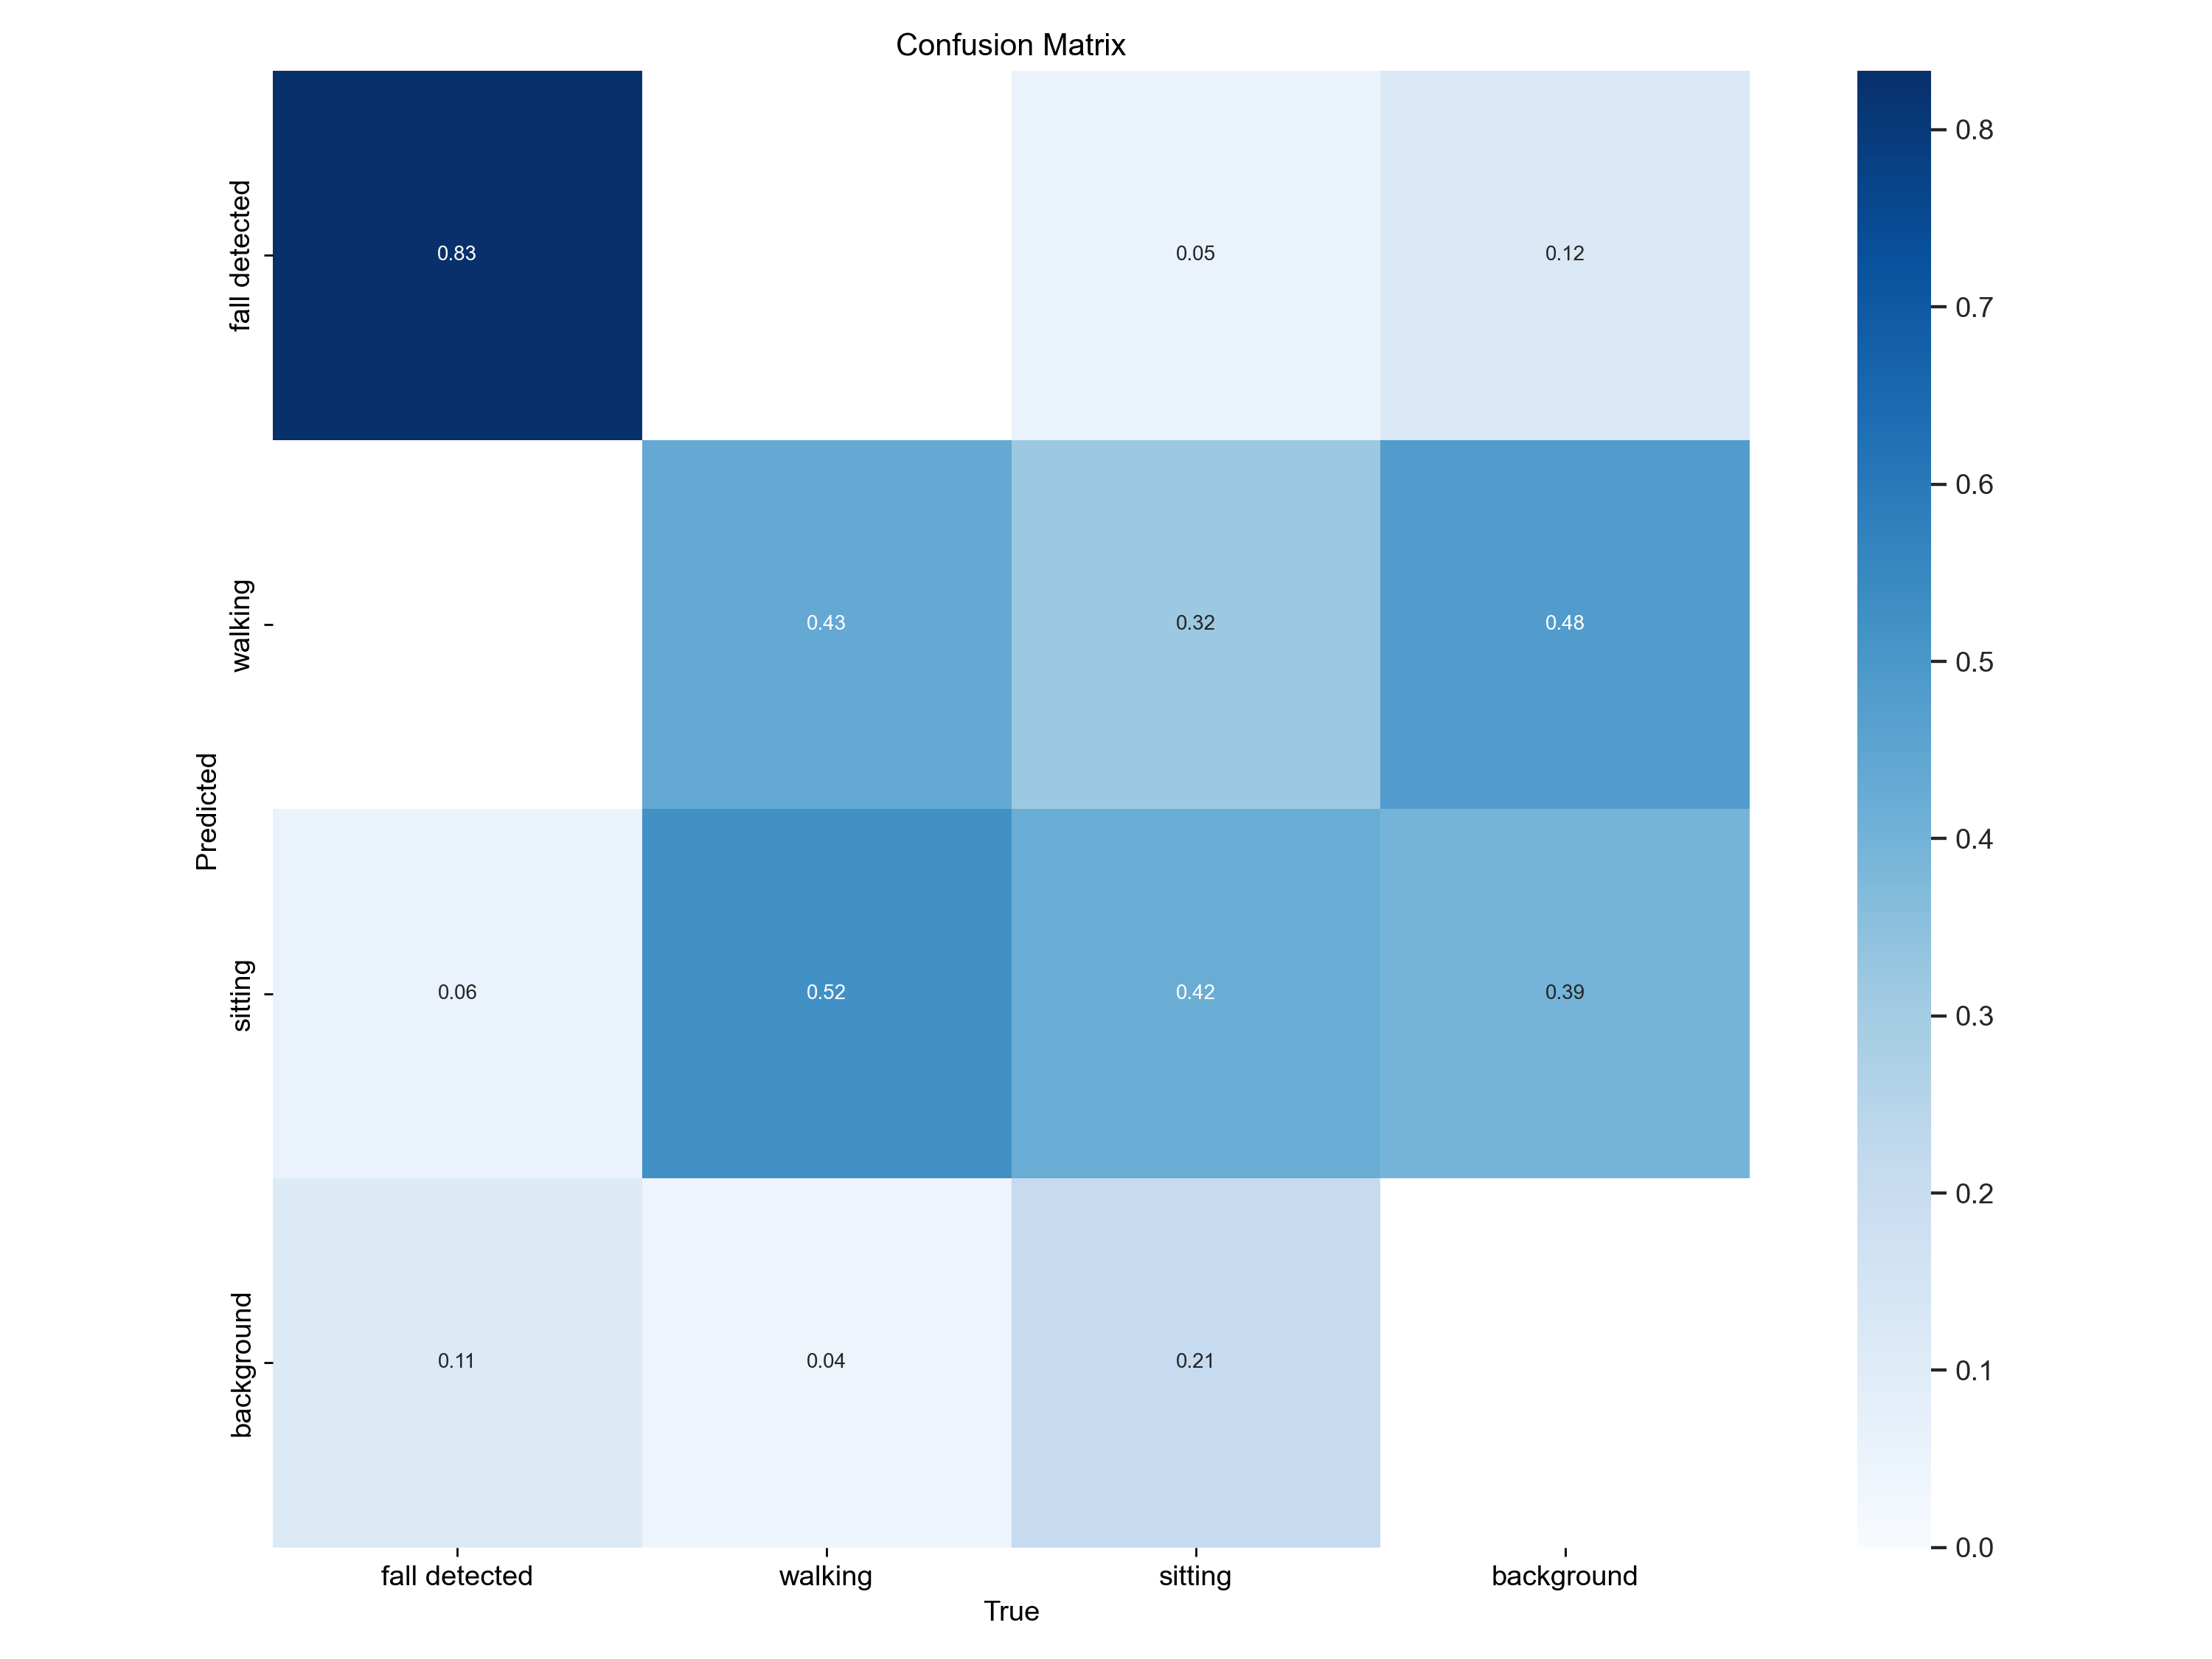 Confusion Matrix
fall detected
0.83
0.05
0.12
walking
0.43
0.32
0.48
Predicted
sitting
0.06
0.52
0.42
0.39
background
0.11
0.04
0.21
fall detected
walking
sitting
background
True
0.8
0.7
0.6
0.5
0.4
0.3
0.2
0.1
0.0